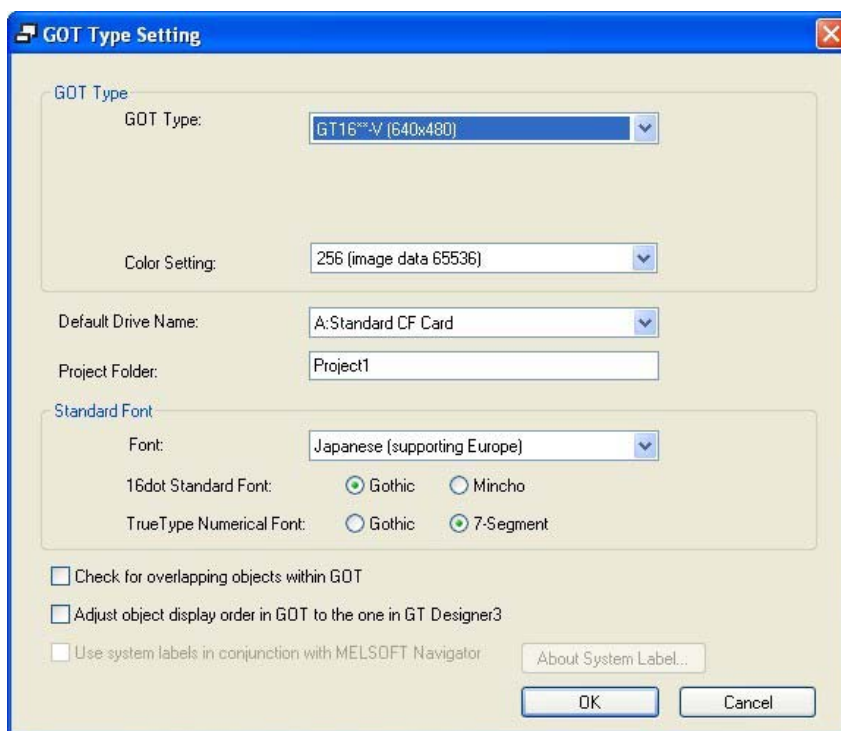 GOT Type Setting
GOT Type
GOT Type:
GT16**-V (640x480)
Color Setting:
256 (image data 65536)
Default Drive Name:
A:Standard CF Card
Project Folder:
Project1
Standard Font
Font:
Japanese (supporting Europe)
16dot Standard Font:
Gothic
Mincho
TrueType Numerical Font:
Gothic
7-Segment
Check for overlapping objects within GOT
Adjust object display order in GOT to the one in GT Designer3
Use system labels in conjunction with MELSOFT Navigator
About System Label...
OK
Cancel